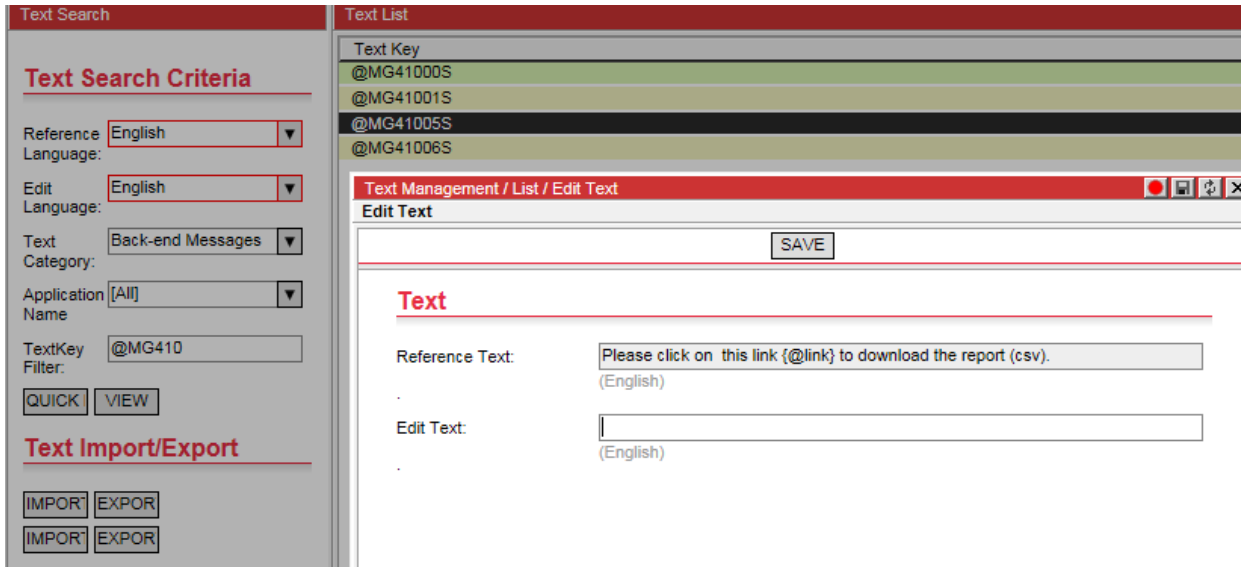 Text Search
Text Search Criteria
Reference Language: English
Edit Language: English
Text Category: Back-end Messages
Application Name [All]
TextKey Filter: @MG410
QUICK VIEW
Text Import/Export
IMPORT EXPOR
IMPORT EXPOR
Text List
Text Key
@MG41000S
@MG41001S
@MG41005S
@MG41006S
Text Management / List / Edit Text
Edit Text
SAVE
Text
Reference Text: Please click on  this link {@link} to download the report (csv).
(English)
.
Edit Text:
(English)
.